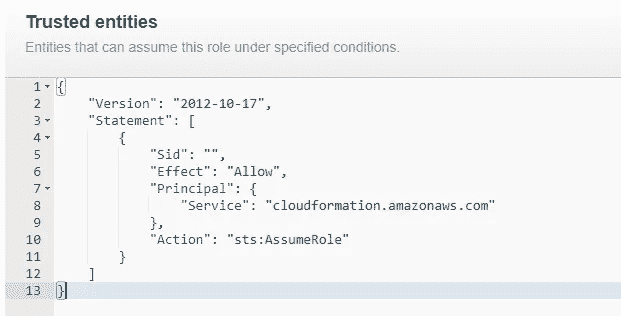 Trusted entities
Entities that can assume this role under specified conditions.
1 {
2     "Version": "2012-10-17",
3     "Statement": [
4         {
5             "Sid": "",
6             "Effect": "Allow",
7             "Principal": {
8                 "Service": "cloudformation.amazonaws.com"
9             },
10             "Action": "sts:AssumeRole"
11         }
12     ]
13 }